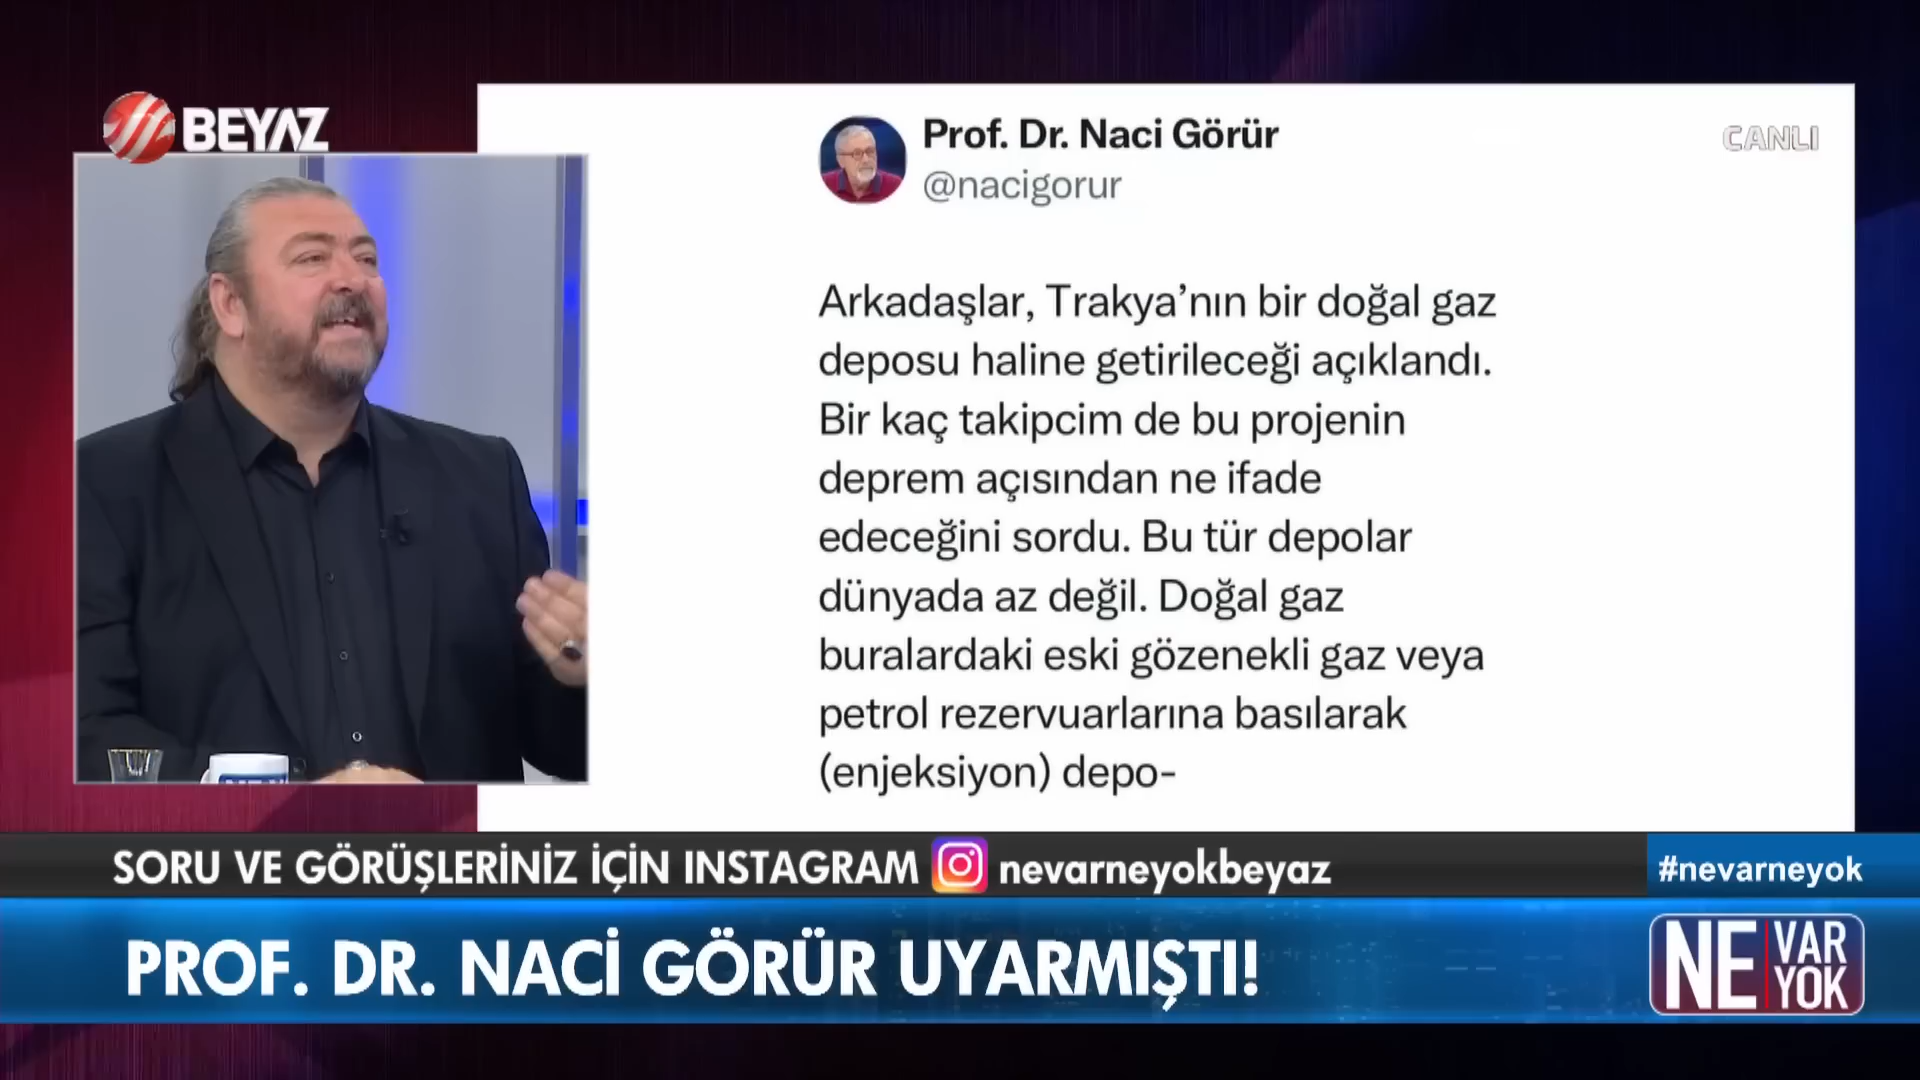 BEYAZ
CANLI
Prof. Dr. Naci Görür
@nacigorur
Arkadaşlar, Trakya’nın bir doğal gaz
deposu haline getirileceği açıklandı.
Bir kaç takipcim de bu projenin
deprem açısından ne ifade
edeceğini sordu. Bu tür depolar
dünyada az değil. Doğal gaz
buralardaki eski gözenekli gaz veya
petrol rezervuarlarına basılarak
(enjeksiyon) depo-
SORU VE GÖRÜŞLERİNİZ İÇİN INSTAGRAM nevarneyokbeyaz
#nevarneyok
PROF. DR. NACİ GÖRÜR UYARMIŞTI!
NE VAR
YOK